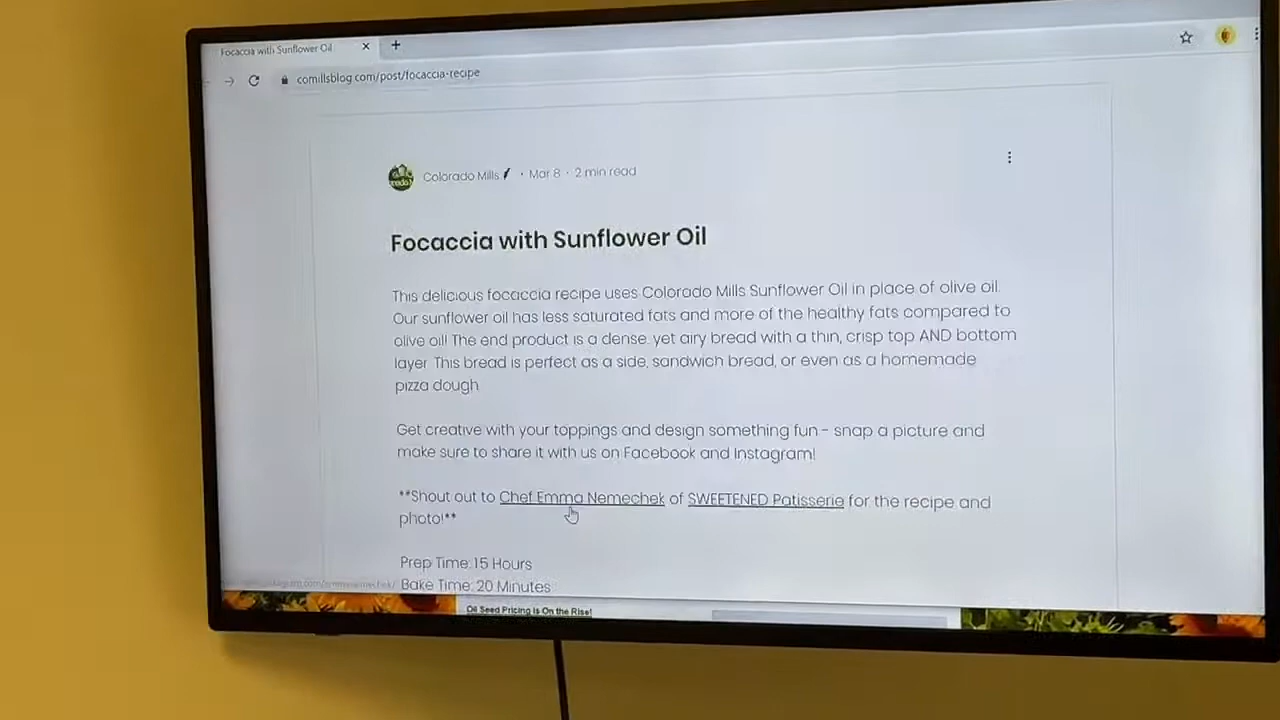 Focaccia with Sunflower Oil
comillsblog.com/post/focaccia-recipe
Colorado Mills · Mar 8 · 2 min read
Focaccia with Sunflower Oil
This delicious focaccia recipe uses Colorado Mills Sunflower Oil in place of olive oil.
Our sunflower oil has less saturated fats and more of the healthy fats compared to
olive oil! The end product is a dense, yet airy bread with a thin, crisp top AND bottom
layer. This bread is perfect as a side, sandwich bread, or even as a homemade
pizza dough.
Get creative with your toppings and design something fun - snap a picture and
make sure to share it with us on Facebook and Instagram!
**Shout out to Chef Emma Nemechek of SWEETENED Patisserie for the recipe and
photo!**
Prep Time: 15 Hours
Bake Time: 20 Minutes
Oil Seed Pricing is On the Rise!